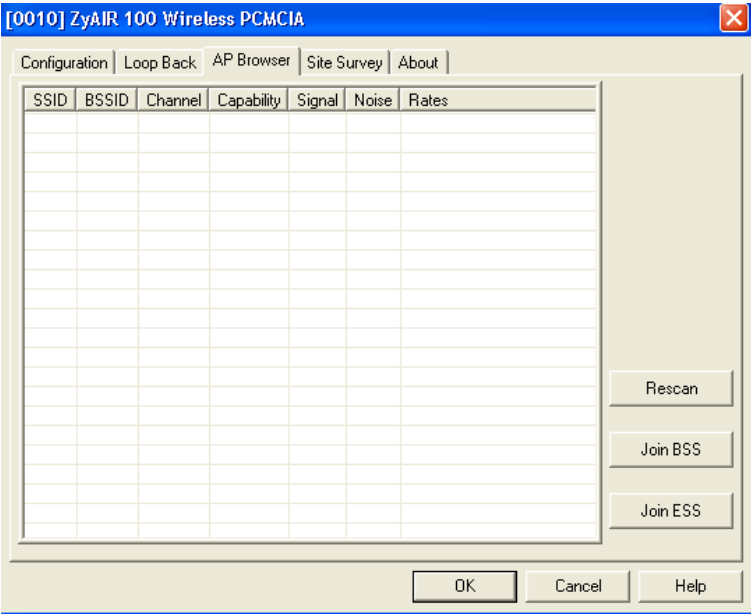 [0010] ZyAIR 100 Wireless PCMCIA
Configuration Loop Back AP Browser Site Survey About
SSID BSSID Channel Capability Signal Noise Rates
Rescan
Join BSS
Join ESS
OK Cancel Help